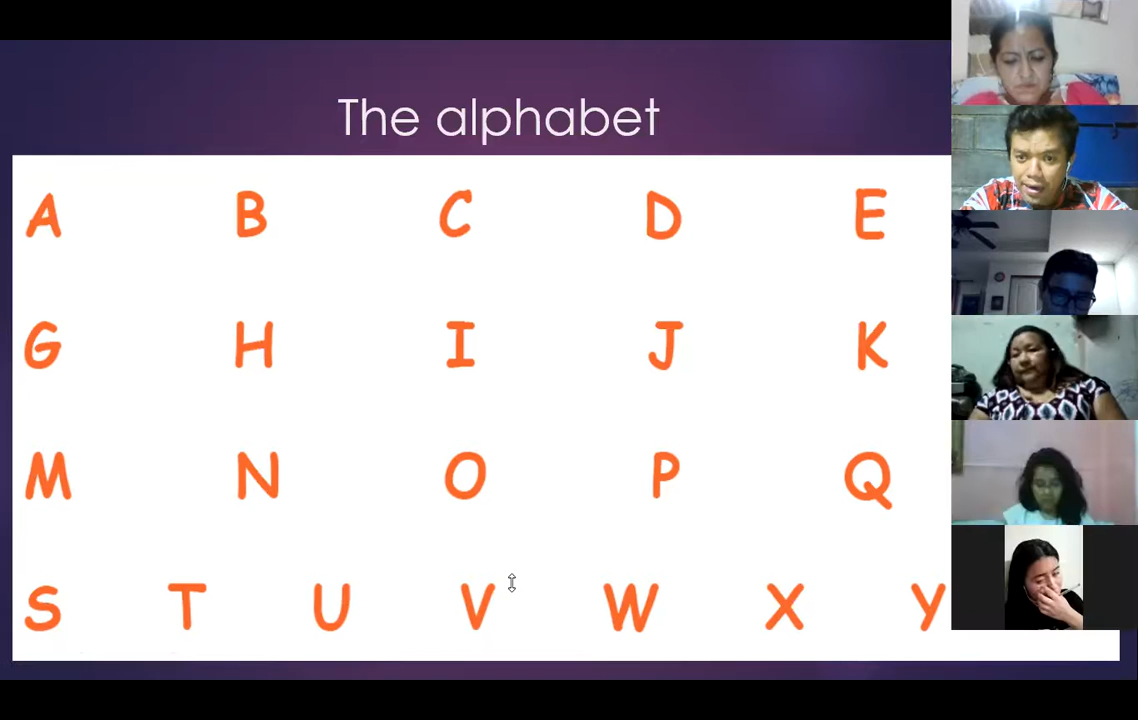 The alphabet
A B C D E
G H I J K
M N O P Q
S T U V W X Y